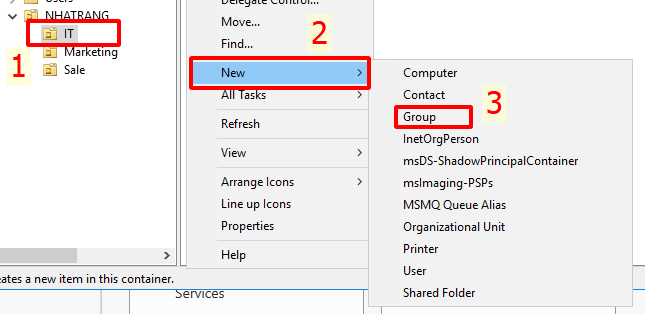 Users
NHATRANG
IT
Marketing
Sale
1
Delegate Control...
Move...
Find...
2
New
All Tasks
Refresh
View
Arrange Icons
Line up Icons
Properties
Help
Computer
Contact
3
Group
InetOrgPerson
msDS-ShadowPrincipalContainer
msImaging-PSPs
MSMQ Queue Alias
Organizational Unit
Printer
User
Shared Folder
eates a new item in this container.
Services